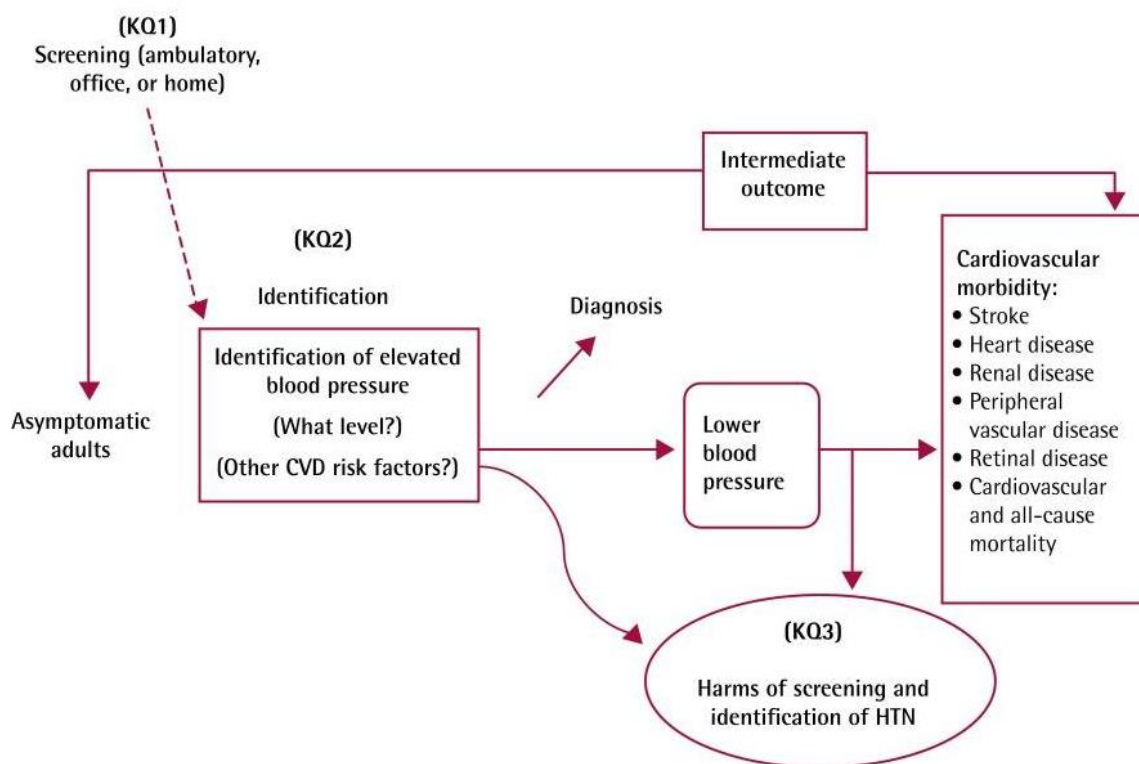 (KQ1)
Screening (ambulatory,
office, or home)
Intermediate
outcome
(KQ2)
Identification
Diagnosis
Identification of elevated
blood pressure
(What level?)
(Other CVD risk factors?)
Asymptomatic
adults
Lower
blood
pressure
Cardiovascular
morbidity:
• Stroke
• Heart disease
• Renal disease
• Peripheral
vascular disease
• Retinal disease
• Cardiovascular
and all-cause
mortality
(KQ3)
Harms of screening and
identification of HTN